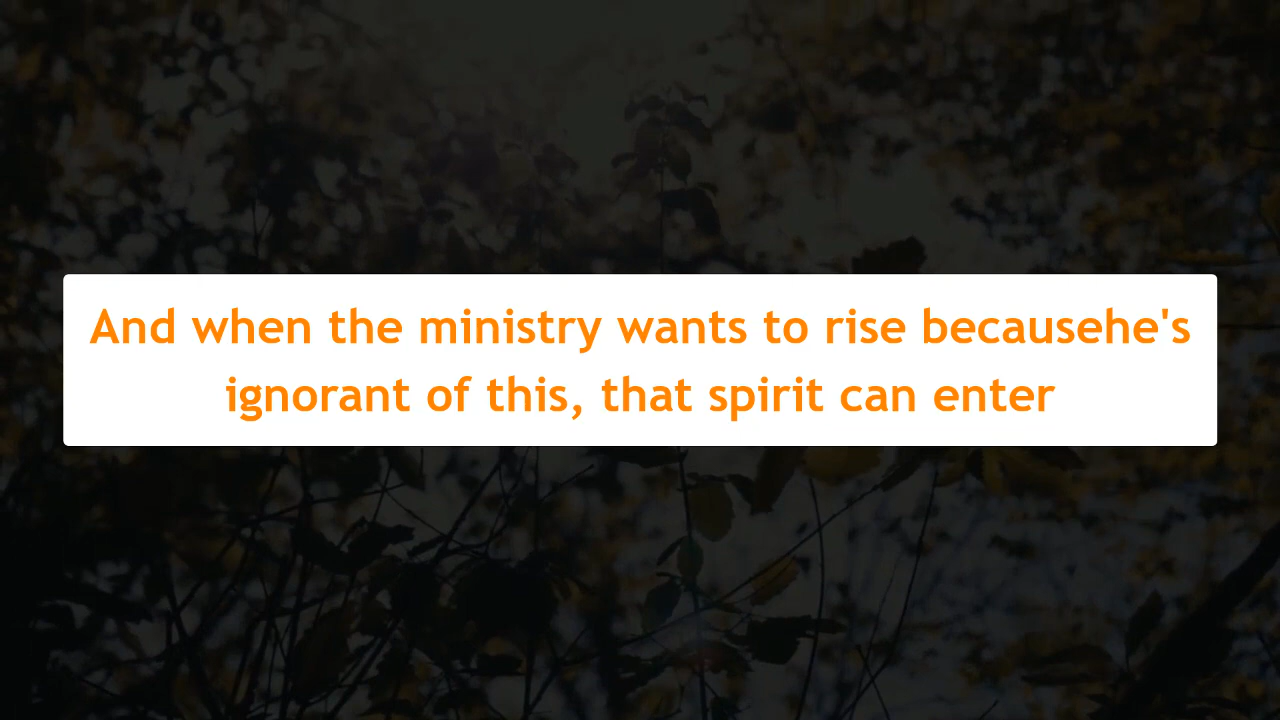 And when the ministry wants to rise becausehe's
ignorant of this, that spirit can enter